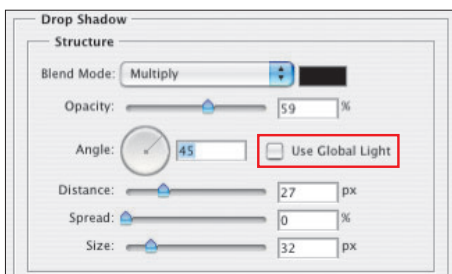 Drop Shadow
Structure
Blend Mode: Multiply
Opacity: 59 %
Angle: 45 Use Global Light
Distance: 27 px
Spread: 0 %
Size: 32 px